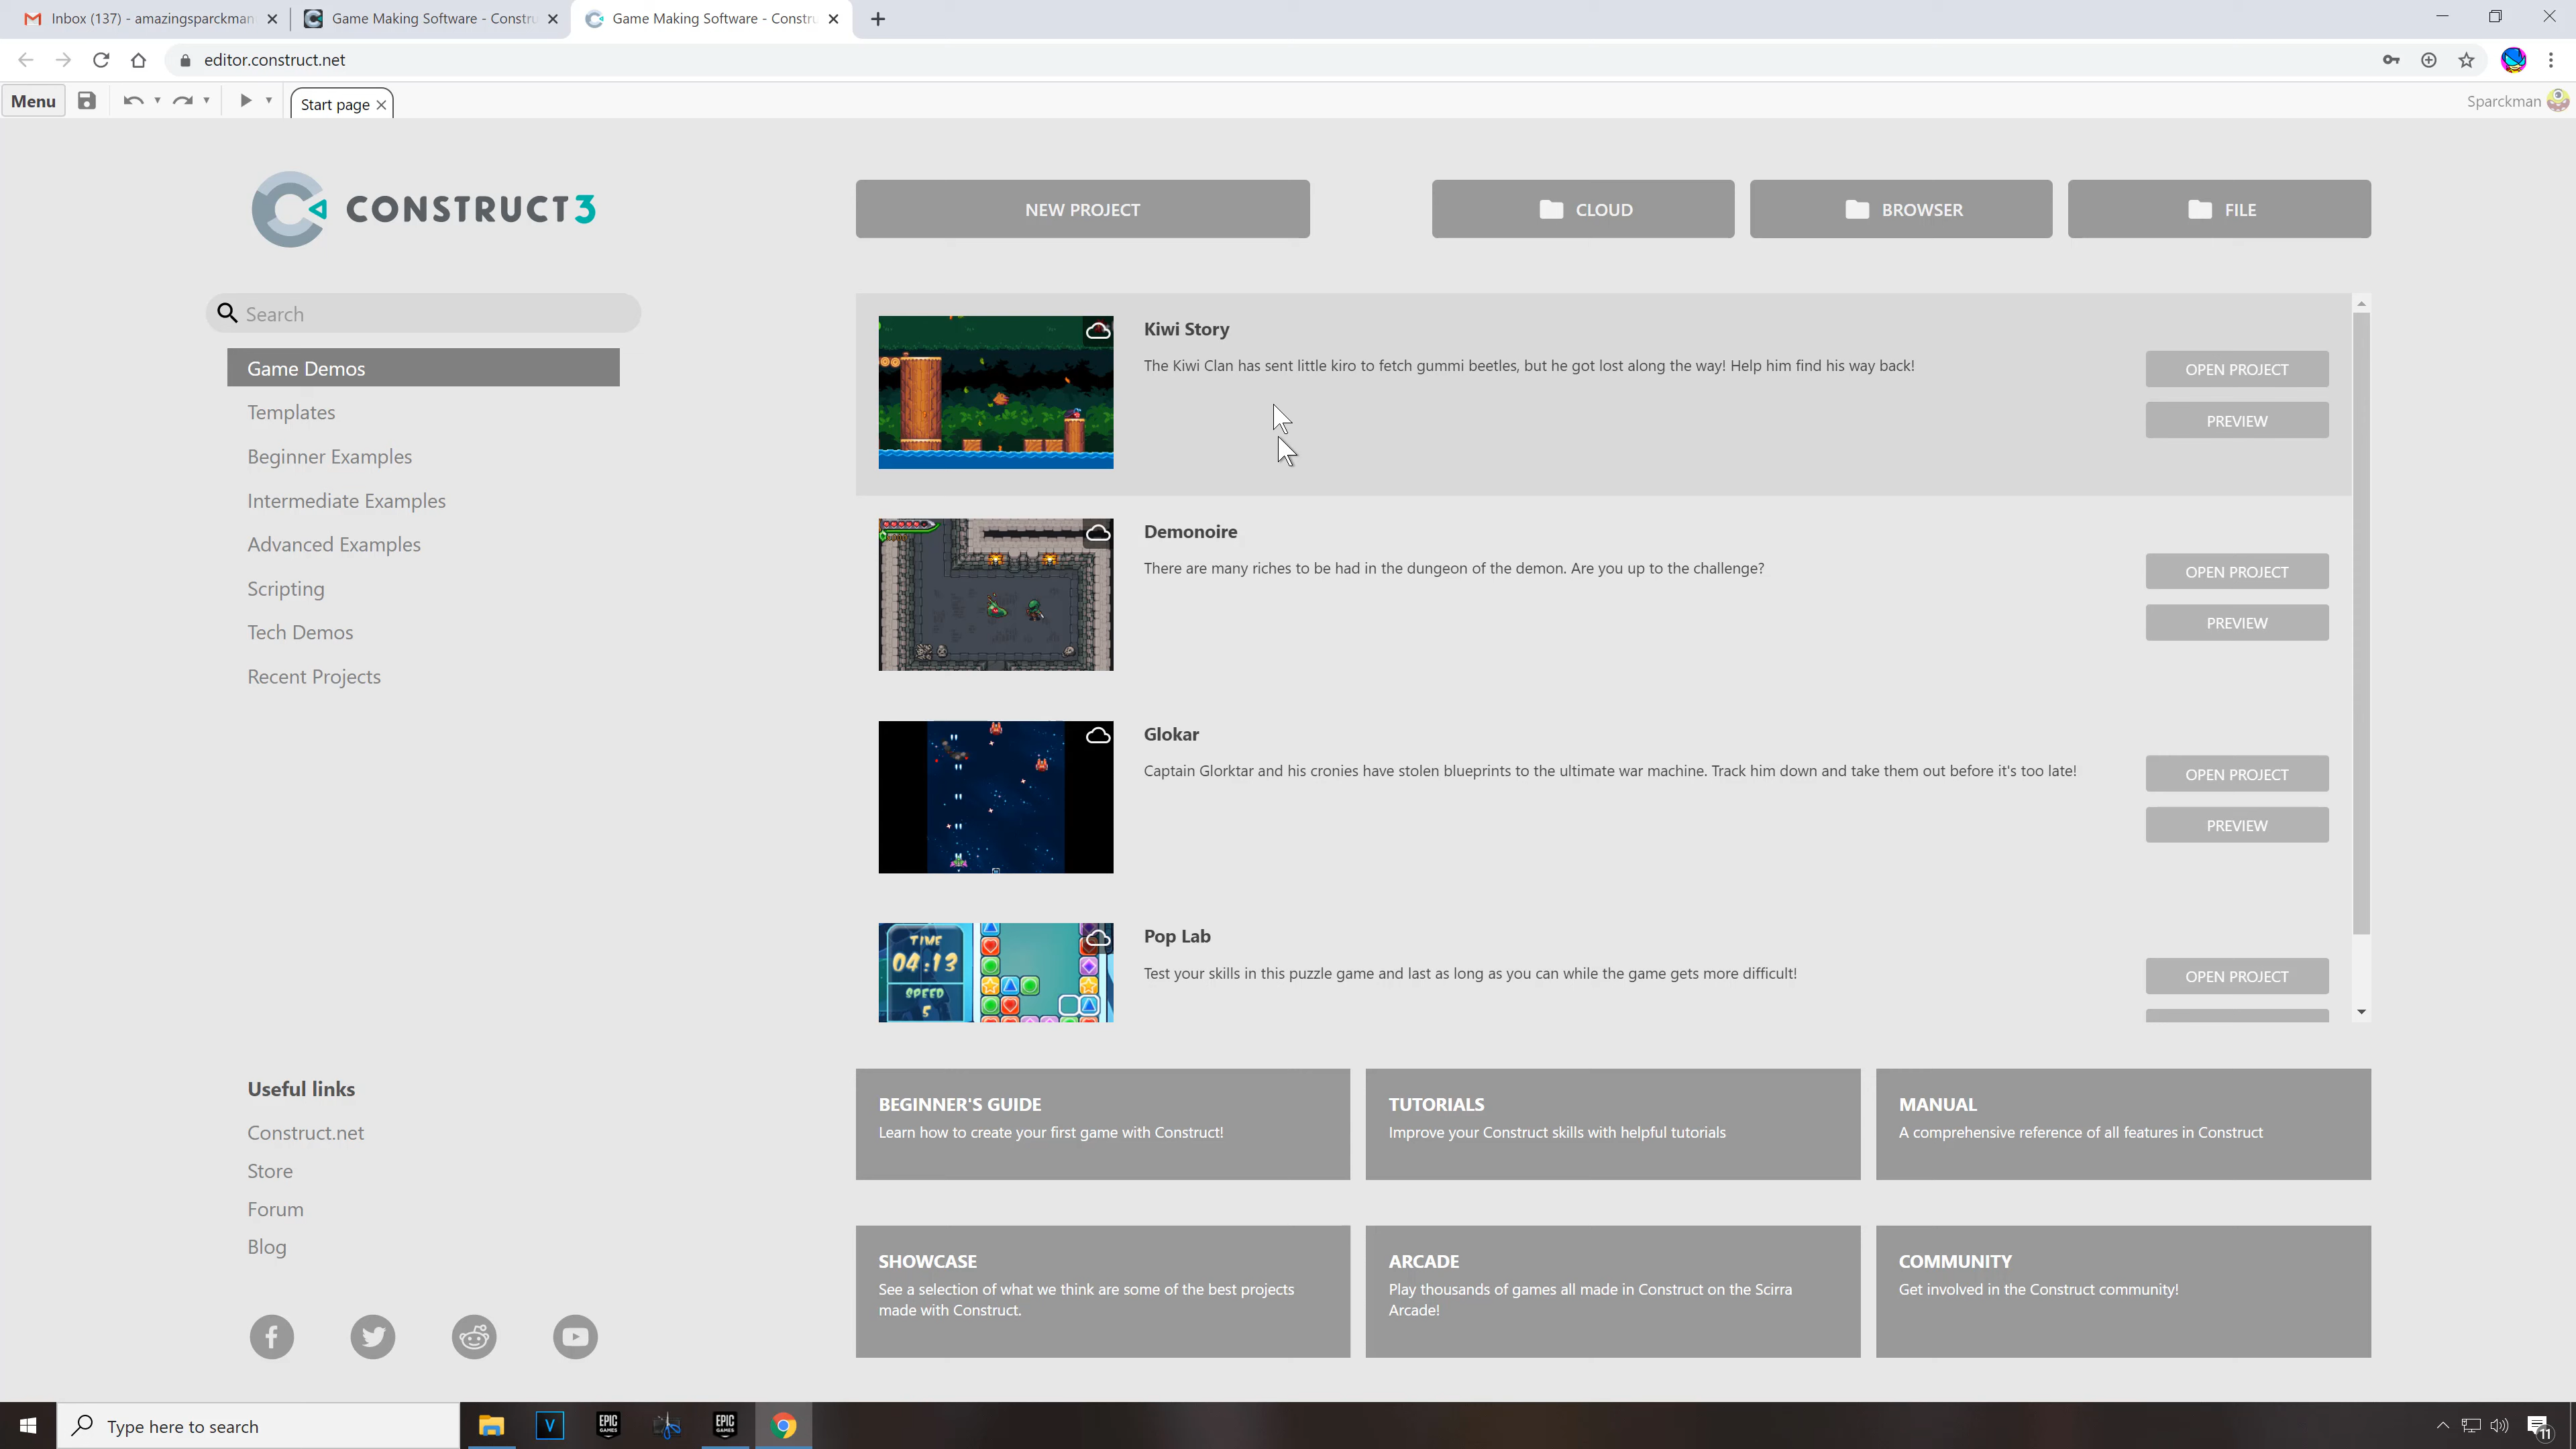 Inbox (137) - amazingsparckman
Game Making Software - Constru
Game Making Software - Constru
editor.construct.net
Menu
Start page
Sparckman
CONSTRUCT3
NEW PROJECT
CLOUD
BROWSER
FILE
Search
Game Demos
Templates
Beginner Examples
Intermediate Examples
Advanced Examples
Scripting
Tech Demos
Recent Projects
Kiwi Story
The Kiwi Clan has sent little kiro to fetch gummi beetles, but he got lost along the way! Help him find his way back!
OPEN PROJECT
PREVIEW
Demonoire
There are many riches to be had in the dungeon of the demon. Are you up to the challenge?
OPEN PROJECT
PREVIEW
Glokar
Captain Glorktar and his cronies have stolen blueprints to the ultimate war machine. Track him down and take them out before it's too late!
OPEN PROJECT
PREVIEW
TIME
04:13
SPEED
5
Pop Lab
Test your skills in this puzzle game and last as long as you can while the game gets more difficult!
OPEN PROJECT
Useful links
Construct.net
Store
Forum
Blog
BEGINNER'S GUIDE
Learn how to create your first game with Construct!
TUTORIALS
Improve your Construct skills with helpful tutorials
MANUAL
A comprehensive reference of all features in Construct
SHOWCASE
See a selection of what we think are some of the best projects
made with Construct.
ARCADE
Play thousands of games all made in Construct on the Scirra
Arcade!
COMMUNITY
Get involved in the Construct community!
Type here to search
V
EPIC
GAMES
EPIC
GAMES
11